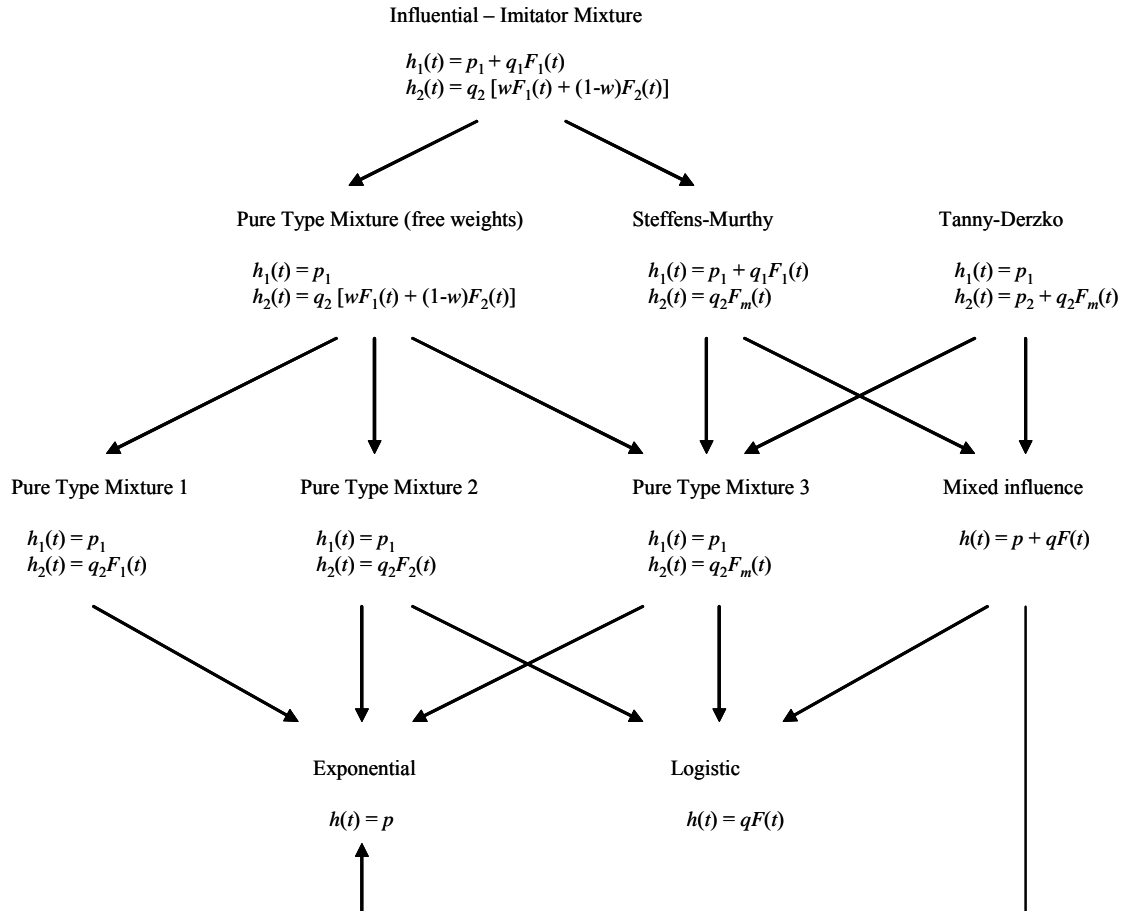 Influential – Imitator Mixture
h₁(t) = p₁ + q₁F₁(t)
h₂(t) = q₂ [wF₁(t) + (1-w)F₂(t)]
Pure Type Mixture (free weights)
h₁(t) = p₁
h₂(t) = q₂ [wF₁(t) + (1-w)F₂(t)]
Steffens-Murthy
h₁(t) = p₁ + q₁F₁(t)
h₂(t) = q₂Fₘ(t)
Tanny-Derzko
h₁(t) = p₁
h₂(t) = p₂ + q₂Fₘ(t)
Pure Type Mixture 1
h₁(t) = p₁
h₂(t) = q₂F₁(t)
Pure Type Mixture 2
h₁(t) = p₁
h₂(t) = q₂F₂(t)
Pure Type Mixture 3
h₁(t) = p₁
h₂(t) = q₂Fₘ(t)
Mixed influence
h(t) = p + qF(t)
Exponential
h(t) = p
Logistic
h(t) = qF(t)